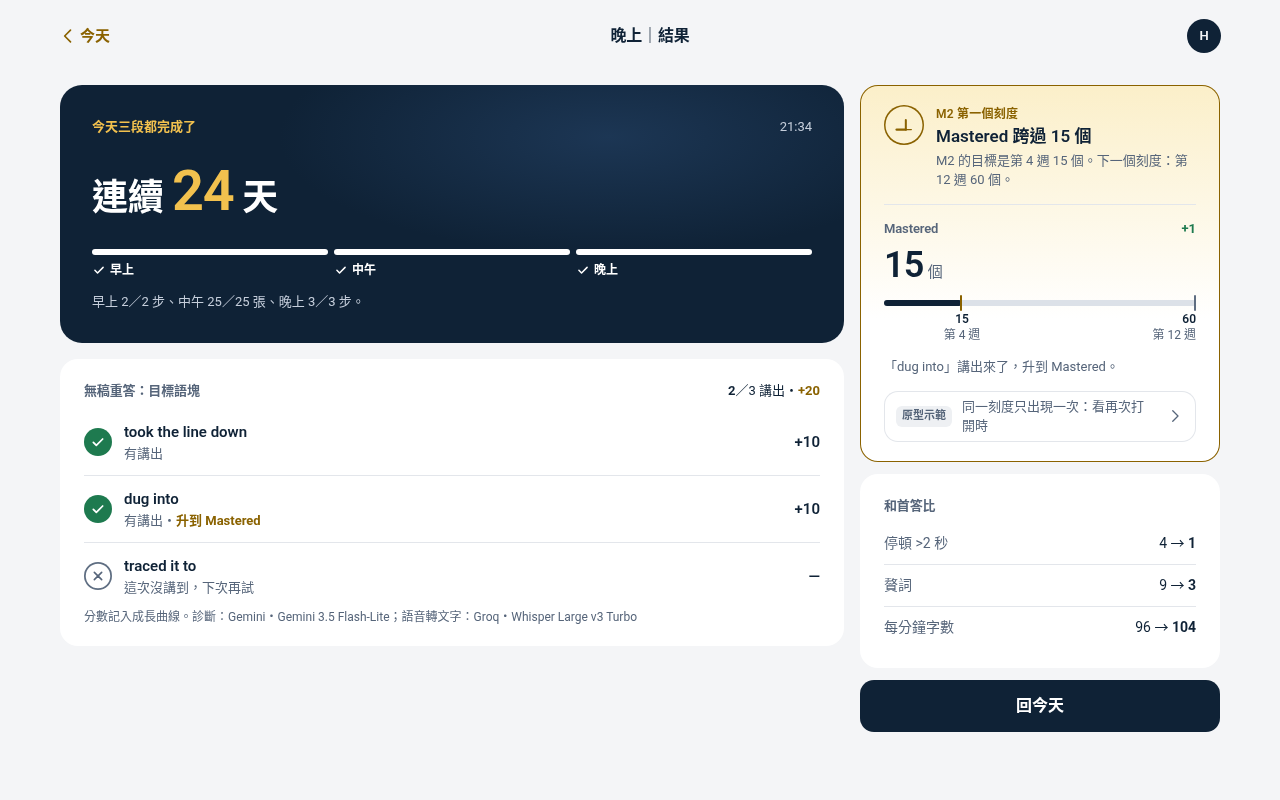 今天
晚上｜結果
H
今天三段都完成了
21:34
連續 24 天
早上
中午
晚上
早上 2／2 步、中午 25／25 張、晚上 3／3 步。
無稿重答：目標語塊
2／3 講出・+20
took the line down
有講出
+10
dug into
有講出・升到 Mastered
+10
traced it to
這次沒講到，下次再試
–
分數記入成長曲線。診斷：Gemini・Gemini 3.5 Flash-Lite；語音轉文字：Groq・Whisper Large v3 Turbo
M2 第一個刻度
Mastered 跨過 15 個
M2 的目標是第 4 週 15 個。下一個刻度：第
12 週 60 個。
Mastered
+1
15 個
15
60
第 4 週
第 12 週
「dug into」講出來了，升到 Mastered。
原型示範
同一刻度只出現一次：看再次打
開時
和首答比
停頓 >2 秒
4 → 1
贅詞
9 → 3
每分鐘字數
96 → 104
回今天